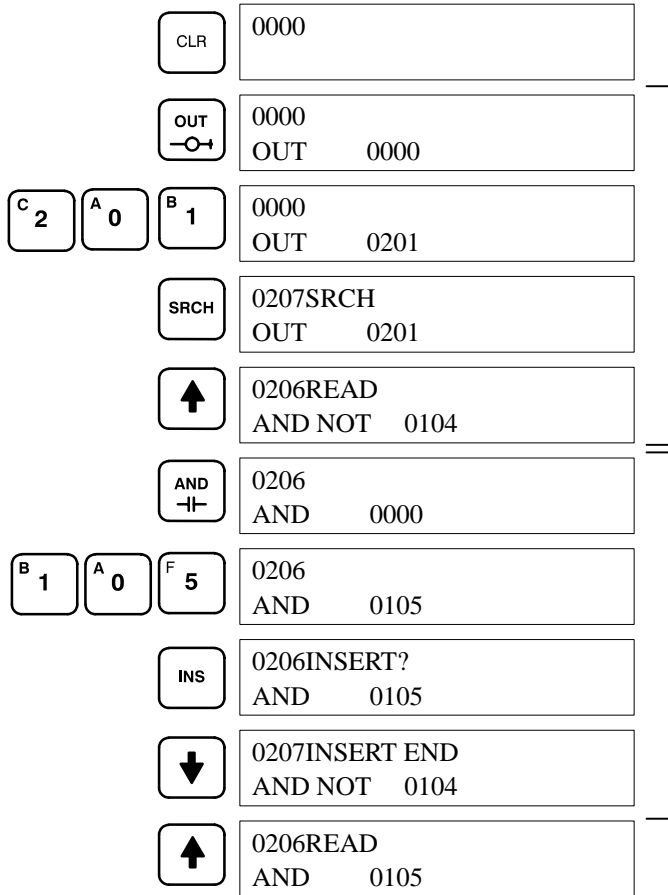 CLR
0000
OUT
0000
OUT 0000
C 2 A 0 B 1
0000
OUT 0201
SRCH
0207SRCH
OUT 0201
0206READ
AND NOT 0104
AND
0206
AND 0000
B 1 A 0 F 5
0206
AND 0105
INS
0206INSERT?
AND 0105
0207INSERT END
AND NOT 0104
0206READ
AND 0105